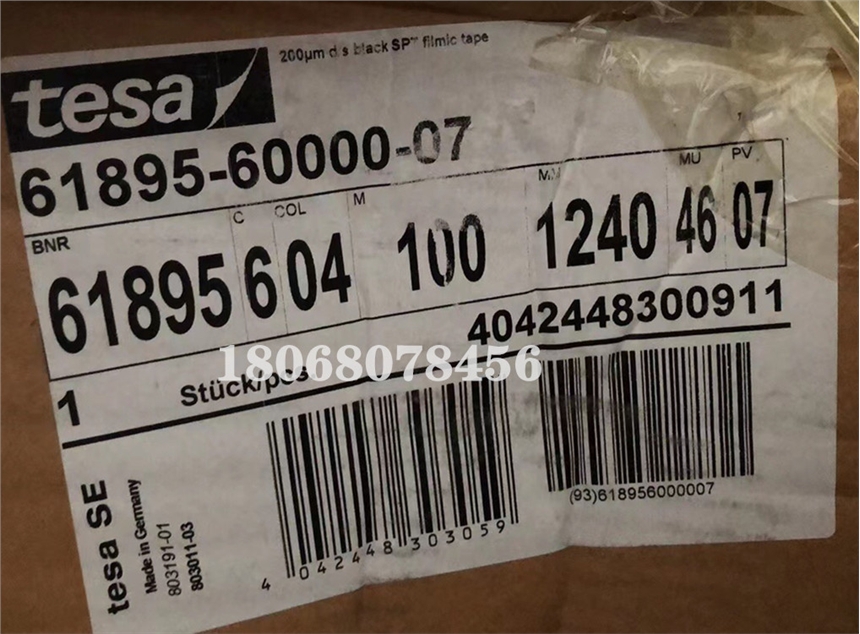 200µm d/s black SP™ filmic tape
tesa
61895-60000-07
BNR C COL M MU PV
61895 6 04 100 1240 46 07
4042448300911
18068078456
1 Stück/pcs
(93)618956000007
4 042448 303059
tesa SE
Made in Germany
803191-01
803011-03